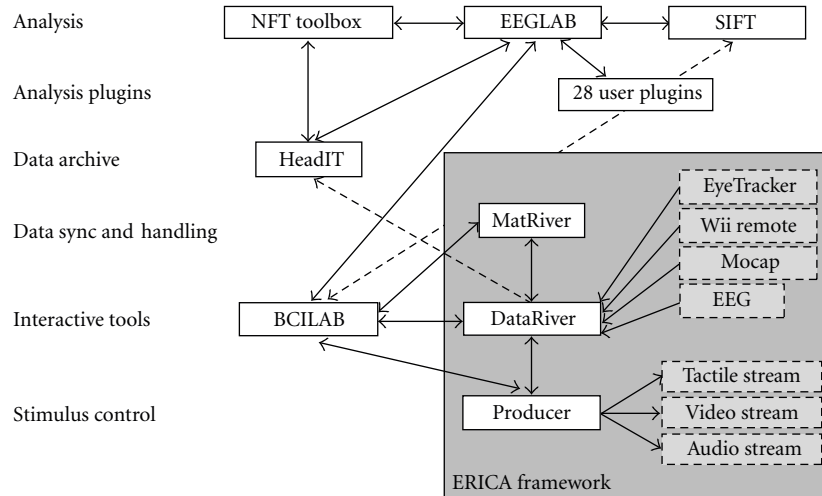 Analysis
NFT toolbox
EEGLAB
SIFT
Analysis plugins
28 user plugins
Data archive
HeadIT
EyeTracker
Data sync and handling
MatRiver
Wii remote
Mocap
EEG
Interactive tools
BCILAB
DataRiver
Tactile stream
Stimulus control
Producer
Video stream
Audio stream
ERICA framework